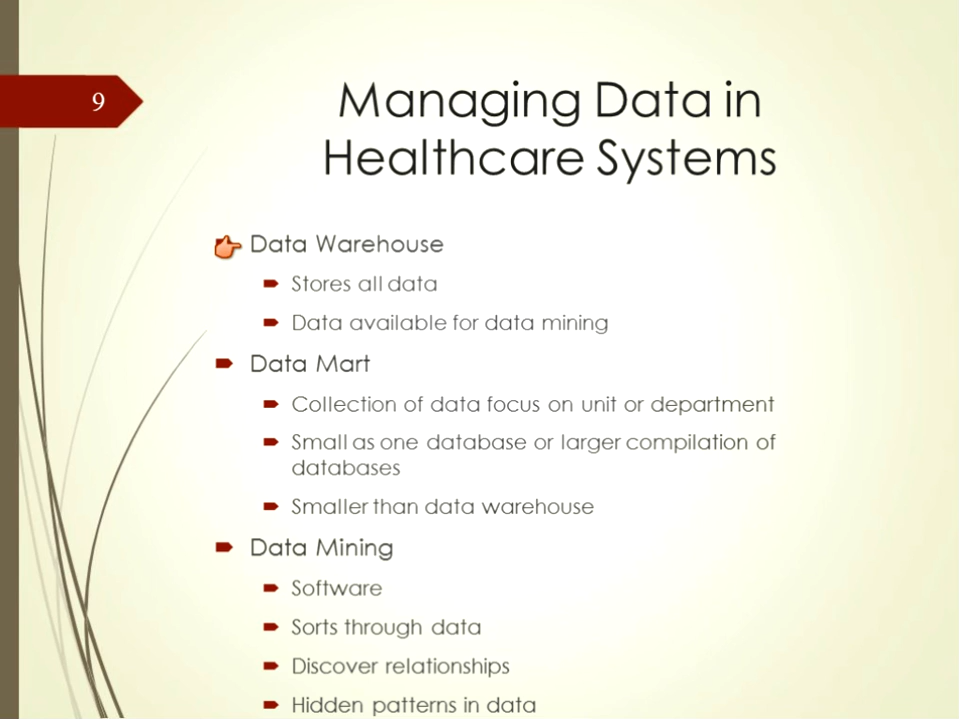 9
Managing Data in
Healthcare Systems
Data Warehouse
Stores all data
Data available for data mining
Data Mart
Collection of data focus on unit or department
Small as one database or larger compilation of
databases
Smaller than data warehouse
Data Mining
Software
Sorts through data
Discover relationships
Hidden patterns in data